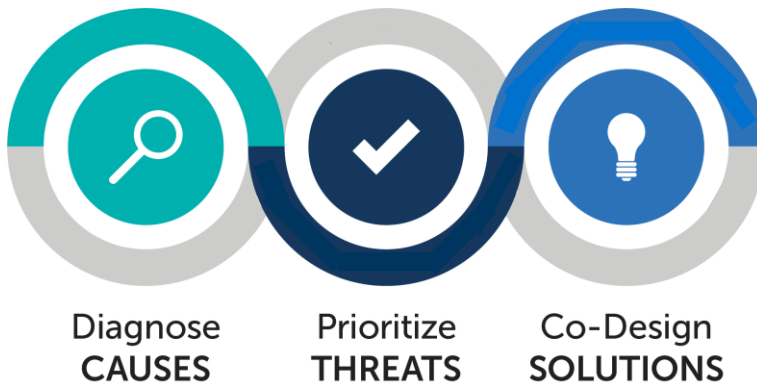 Diagnose
CAUSES
Prioritize
THREATS
Co-Design
SOLUTIONS